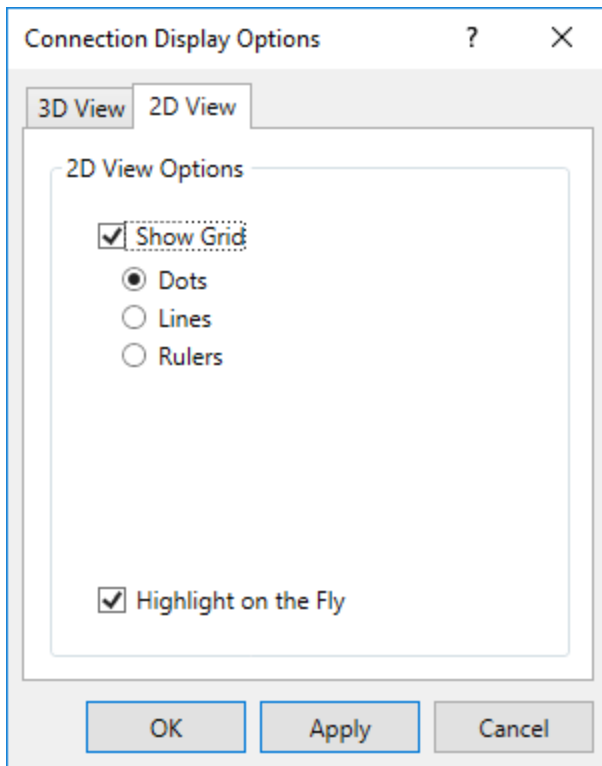 Connection Display Options ?
3D View 2D View
2D View Options
Show Grid
Dots
Lines
Rulers
Highlight on the Fly
OK Apply Cancel